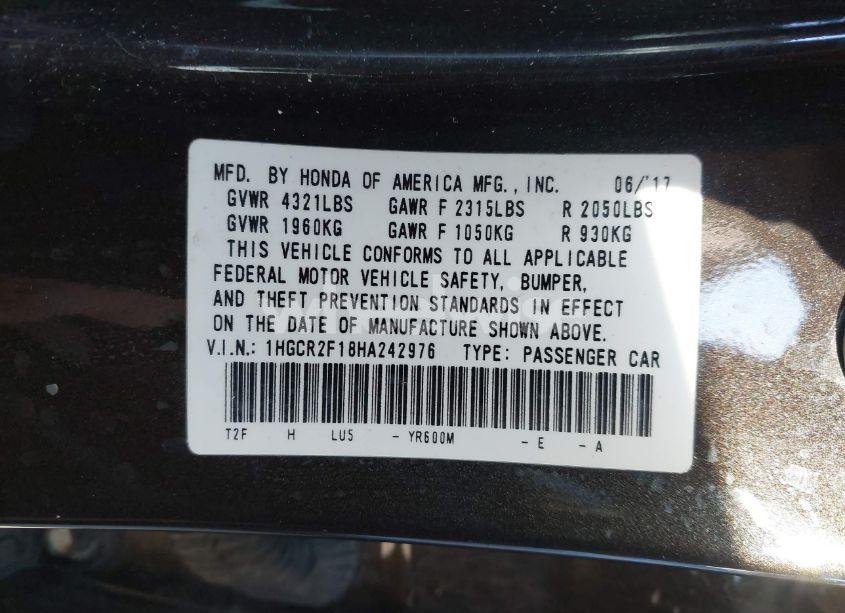 MFD. BY HONDA OF AMERICA MFG., INC. 06/'17
GVWR 4321LBS GAWR F 2315LBS R 2050LBS
GVWR 1960KG GAWR F 1050KG R 930KG
THIS VEHICLE CONFORMS TO ALL APPLICABLE
FEDERAL MOTOR VEHICLE SAFETY, BUMPER,
AND THEFT PREVENTION STANDARDS IN EFFECT
ON THE DATE OF MANUFACTURE SHOWN ABOVE.
V.I.N.: 1HGCR2F18HA242976 TYPE: PASSENGER CAR
T2F H LU5 - YR600M - E - A